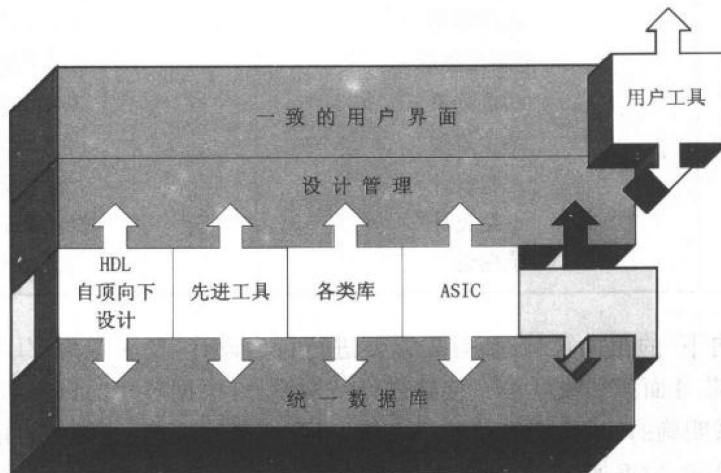 用户工具
一致的用户界面
设计管理
HDL
自顶向下
设计
先进工具
各类库
ASIC
统一数据库